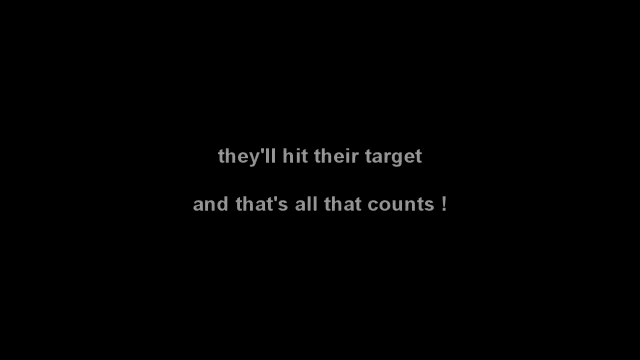 they'll hit their target
and that's all that counts !